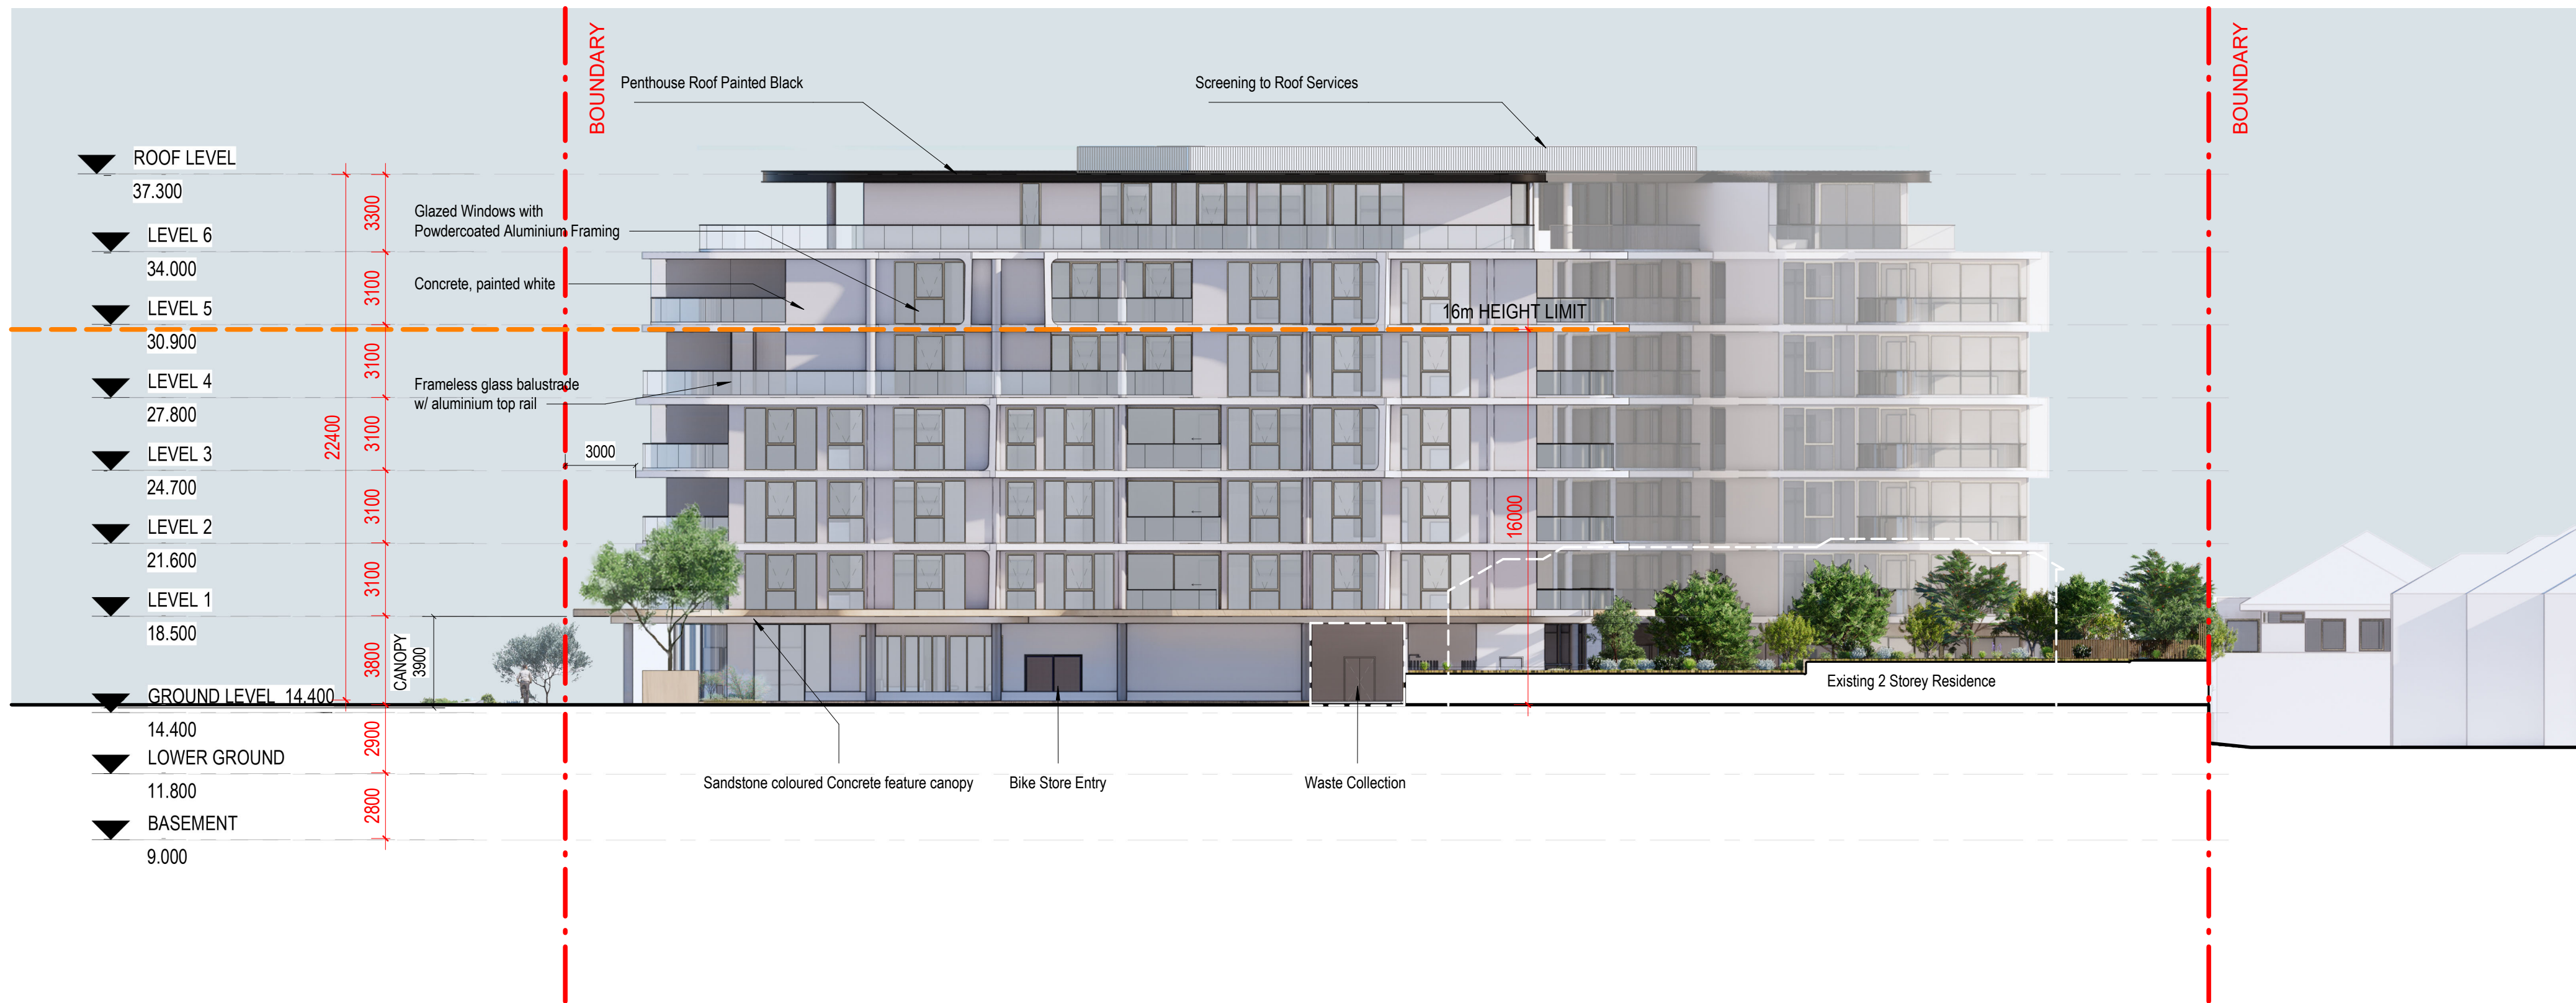 BOUNDARY
BOUNDARY
Penthouse Roof Painted Black
Screening to Roof Services
ROOF LEVEL
37.300
3300
Glazed Windows with
Powdercoated Aluminium Framing
LEVEL 6
34.000
3100
Concrete, painted white
LEVEL 5
16m HEIGHT LIMIT
30.900
3100
LEVEL 4
Frameless glass balustrade
w/ aluminium top rail
27.800
22400
3100
LEVEL 3
3000
24.700
3100
16000
LEVEL 2
21.600
3100
LEVEL 1
18.500
3800
CANOPY
3900
GROUND LEVEL 14.400
Existing 2 Storey Residence
14.400
2900
LOWER GROUND
Sandstone coloured Concrete feature canopy
Bike Store Entry
Waste Collection
11.800
2800
BASEMENT
9.000